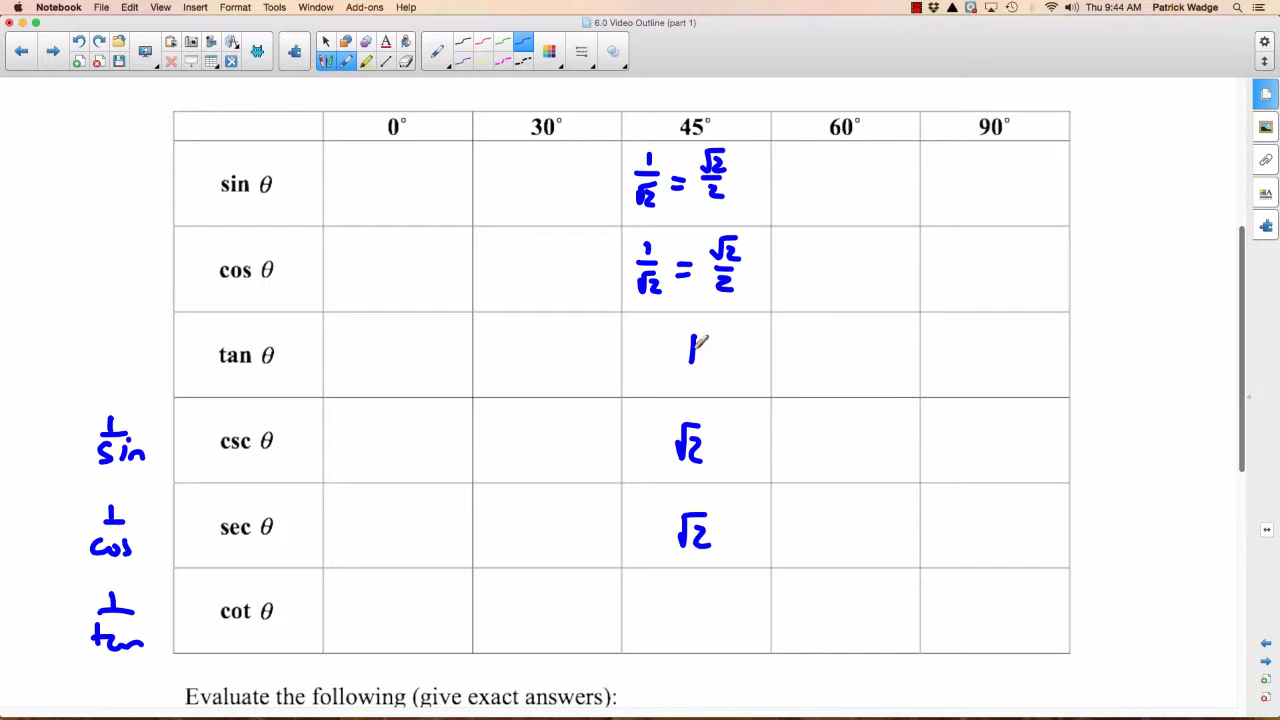 Notebook File Edit View Insert Format Tools Window Add-ons Help Thu 9:44 AM Patrick Wadge
6.0 Video Outline (part 1)
0° 30° 45° 60° 90°
sin θ 1/√2 = √2/2
cos θ 1/√2 = √2/2
tan θ 1
1/sin csc θ √2
1/cos sec θ √2
1/tan cot θ
Evaluate the following (give exact answers):